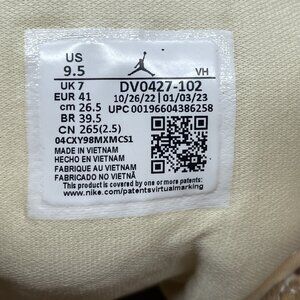 US
9.5 VH
UK 7 DV0427-102
EUR 41 10/26/22 | 01/03/23
cm 26.5 UPC 00196604386258
BR 39.5
CN 265(2.5)
04CXY98MXMCS1
MADE IN VIETNAM
HECHO EN VIETNAM
FABRIQUE AU VIETNAM
FABRICADO NO VIETNÃ
This product is covered by one or more patents.
www.nike.com/patentsvirtualmarking